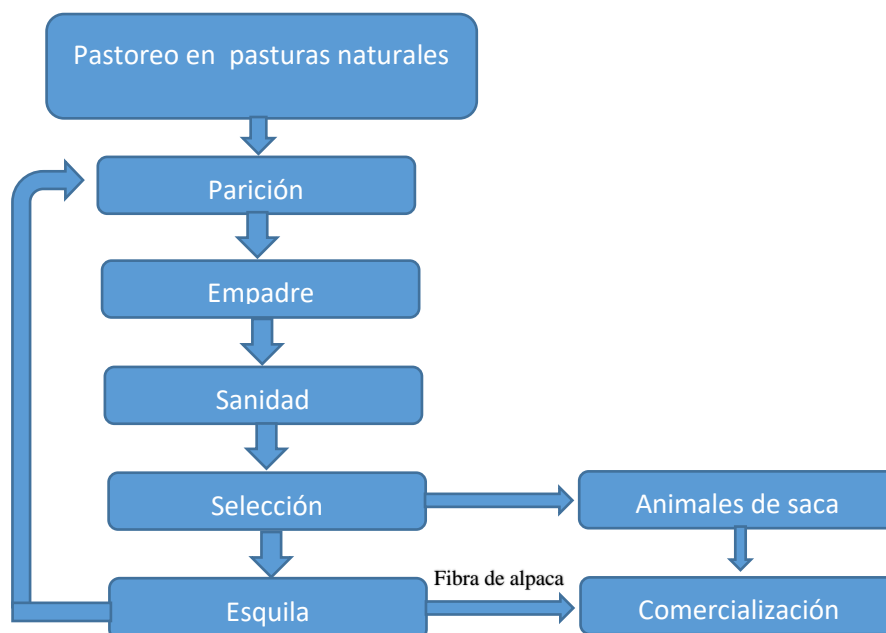 Pastoreo en pasturas naturales
Parición
Empadre
Sanidad
Selección
Animales de saca
Fibra de alpaca
Esquila
Comercialización